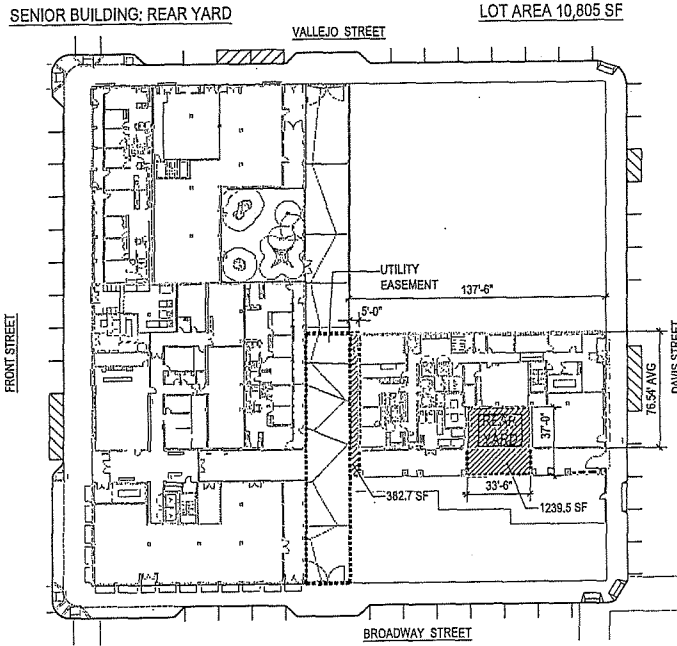 SENIOR BUILDING: REAR YARD
LOT AREA 10,805 SF
VALLEJO STREET
UTILITY
EASEMENT
137'-6"
5'-0"
FRONT STREET
DAVIS STREET
76.54' AVG
REAR
YARD
37'-0"
33'-6"
382.7 SF
1239.5 SF
BROADWAY STREET